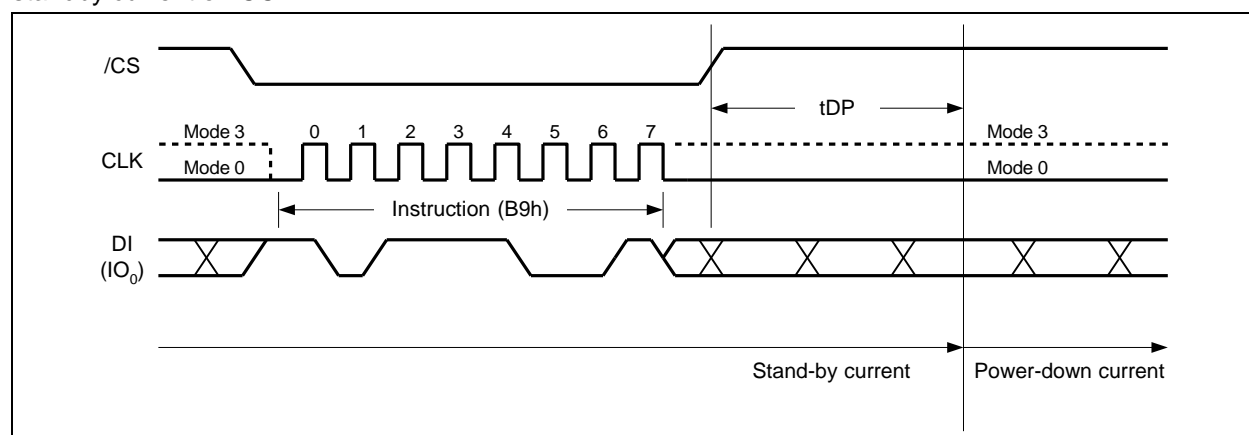 /CS
tDP
Mode 3 0 1 2 3 4 5 6 7 Mode 3
CLK
Mode 0 Mode 0
Instruction (B9h)
DI
(IO0)
Stand-by current Power-down current